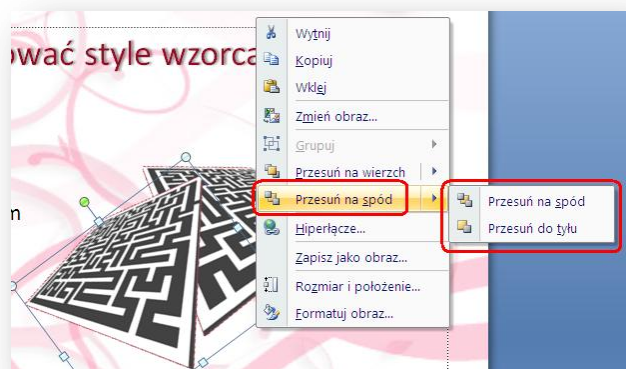 ować style wzorca
m
Wytnij
Kopiuj
Wklej
Zmień obraz...
Grupuj
Przesuń na wierzch
Przesuń na spód
Hiperłącze...
Zapisz jako obraz...
Rozmiar i położenie...
Formatuj obraz...
Przesuń na spód
Przesuń do tyłu